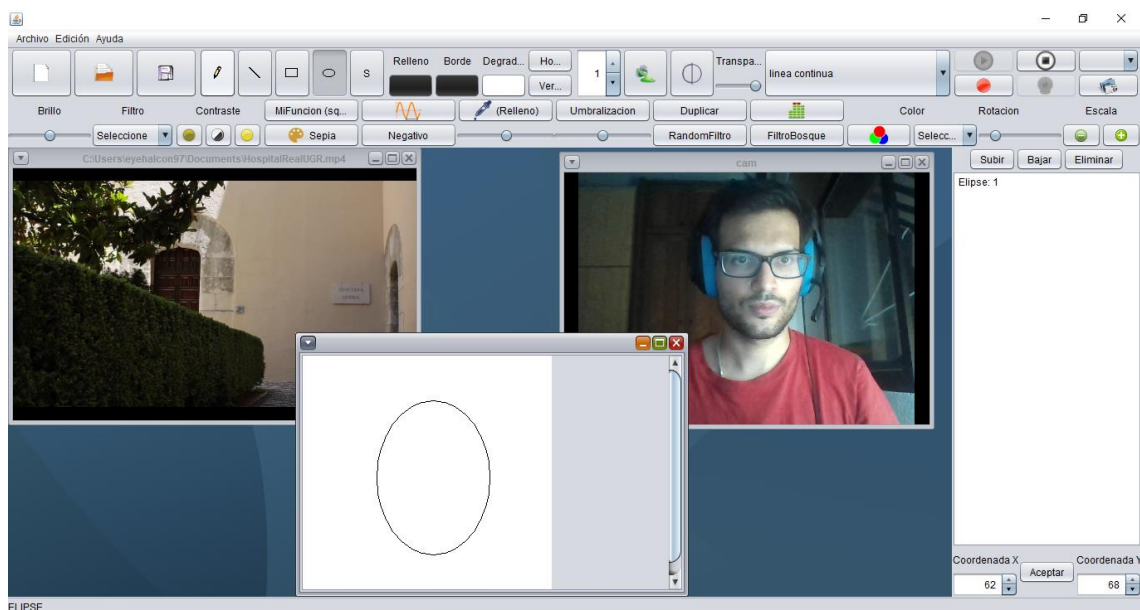 Archivo Edición Ayuda
S
Relleno Borde Degrad... Ho...
Ver...
1
Transpa...
linea continua
Brillo Filtro Contraste MiFuncion (sq... (Relleno) Umbralizacion Duplicar Color Rotacion Escala
Seleccione Sepia Negativo RandomFiltro FiltroBosque Selecc...
C:\Users\eyehalcon97\Documents\HospitalRealUGR.mp4
cam
Subir Bajar Eliminar
Elipse: 1
Coordenada X Coordenada Y
Aceptar
62 68
ELIPSE